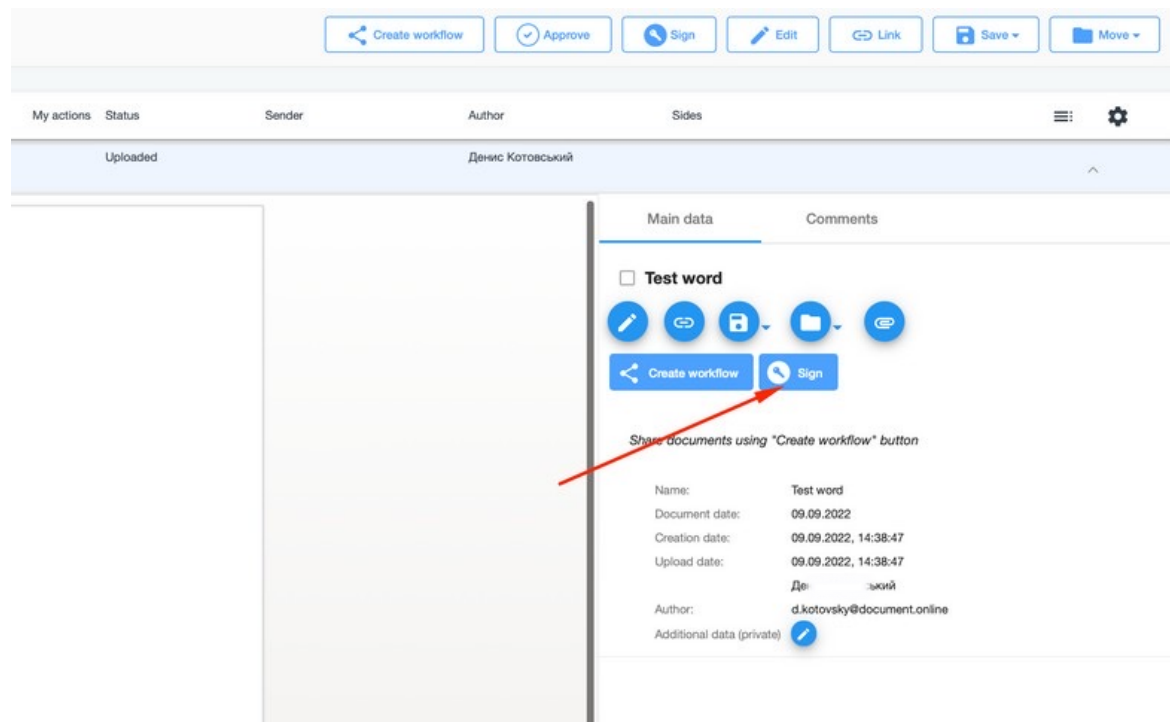 Create workflow Approve Sign Edit Link Save Move
My actions Status Sender Author Sides
Uploaded Денис Котовський
Main data Comments
Test word
Create workflow Sign
Share documents using "Create workflow" button
Name: Test word
Document date: 09.09.2022
Creation date: 09.09.2022, 14:38:47
Upload date: 09.09.2022, 14:38:47
Author: d.kotovsky@document.online
Additional data (private)